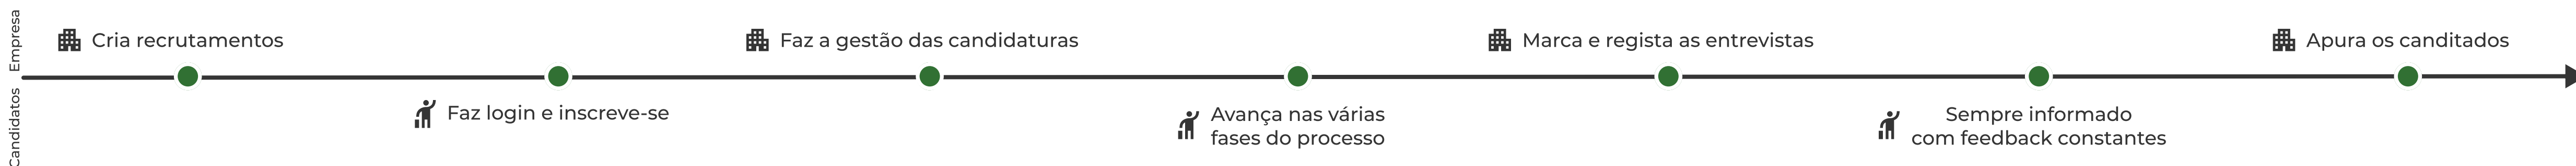 Empresa
Cria recrutamentos
Faz a gestão das candidaturas
Marca e regista as entrevistas
Apura os canditados
Candidatos
Faz login e inscreve-se
Avança nas várias
fases do processo
Sempre informado
com feedback constantes